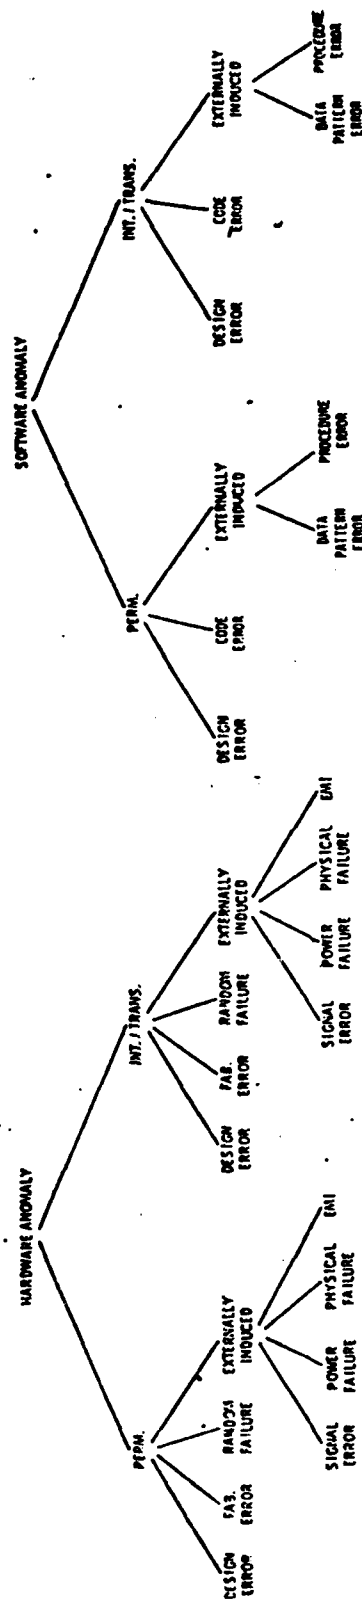 HARDWARE ANOMALY
PERM.
INT. / TRANS.
DESIGN
ERROR
FAB.
ERROR
RANDOM
FAILURE
EXTERNALLY
INDUCED
DESIGN
ERROR
FAB.
ERROR
RANDOM
FAILURE
EXTERNALLY
INDUCED
SIGNAL
ERROR
POWER
FAILURE
PHYSICAL
FAILURE
EMI
SIGNAL
ERROR
POWER
FAILURE
PHYSICAL
FAILURE
EMI
SOFTWARE ANOMALY
PERM.
INT. / TRANS.
DESIGN
ERROR
CODE
ERROR
EXTERNALLY
INDUCED
DESIGN
ERROR
CODE
ERROR
EXTERNALLY
INDUCED
DATA
PATTERN
ERROR
PROCEDURE
ERROR
DATA
PATTERN
ERROR
PROCEDURE
ERROR